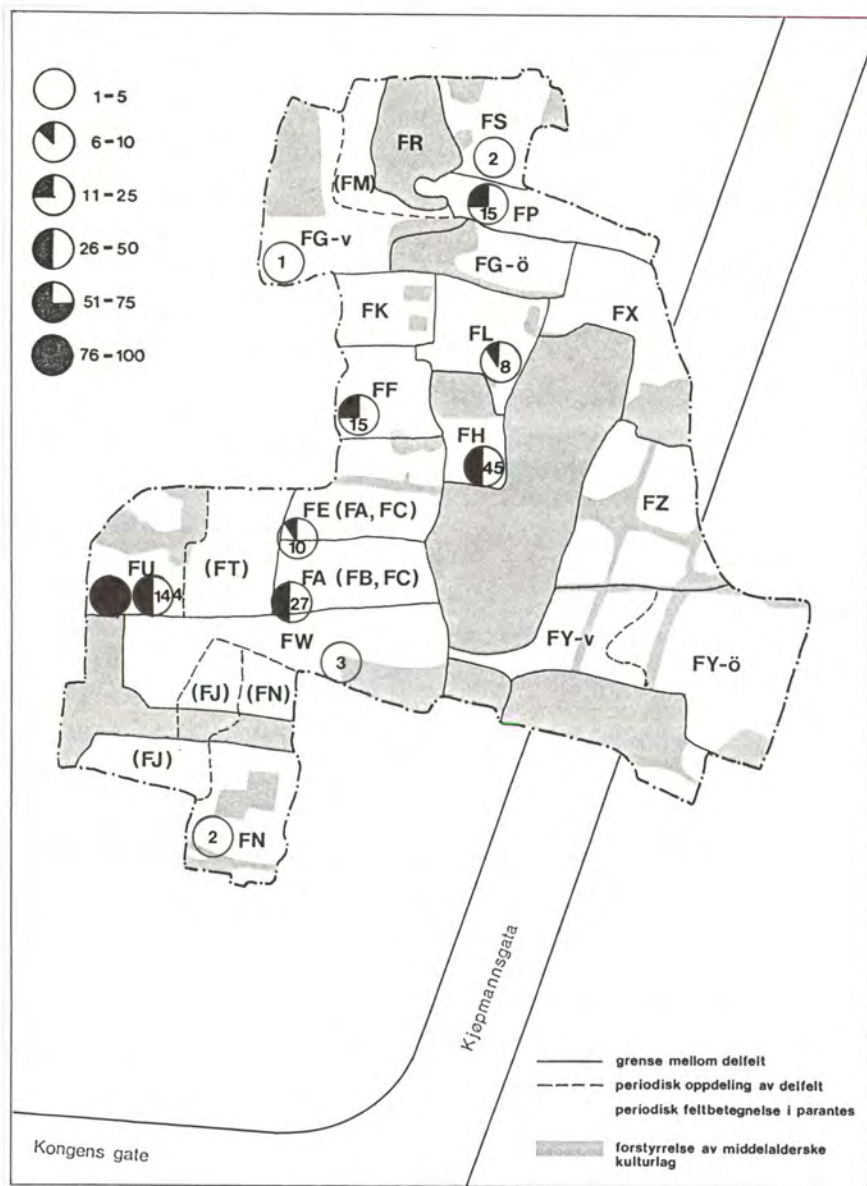 1-5
6-10
11-25
26-50
51-75
76-100
FR
FS
2
(FM)
15
FP
FG-v
1
FG-ö
FK
FX
FL
8
FF
15
FH
45
FZ
FE (FA, FC)
10
(FT)
FU
144
FA (FB, FC)
27
FW
3
FY-v
FY-ö
(FJ)
(FN)
(FJ)
2
FN
Kjøpmannsgata
Kongens gate
grense mellom delfelt
periodisk oppdeling av delfelt
periodisk feltbetegnelse i parantes
forstyrrelse av middelalderske
kulturlag